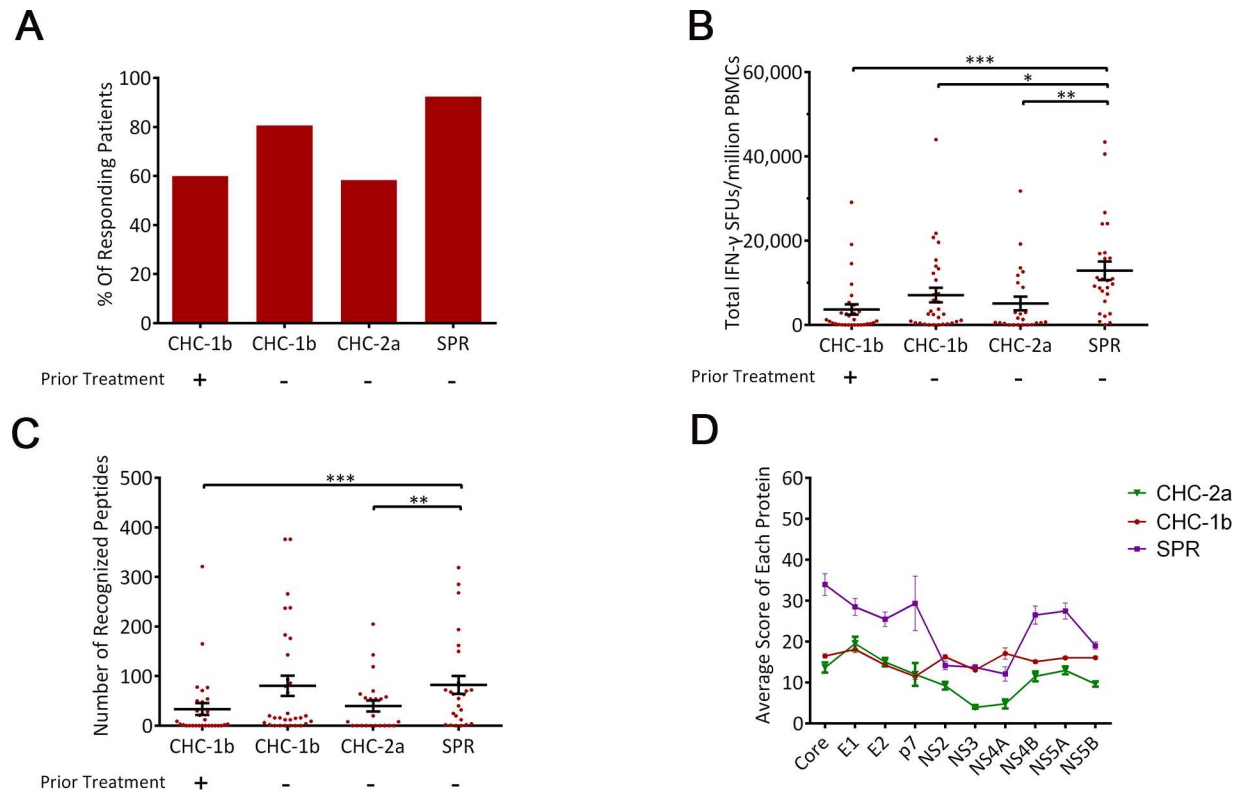 A
% Of Responding Patients
100
80
60
40
20
0
CHC-1b CHC-1b CHC-2a SPR
Prior Treatment + - - -
B
Total IFN-γ SFUs/million PBMCs
60,000
40,000
20,000
0
***
*
**
CHC-1b CHC-1b CHC-2a SPR
Prior Treatment + - - -
C
Number of Recognized Peptides
500
400
300
200
100
0
***
**
CHC-1b CHC-1b CHC-2a SPR
Prior Treatment + - - -
D
Average Score of Each Protein
60
50
40
30
20
10
0
Core E1 E2 p7 NS2 NS3 NS4A NS4B NS5A NS5B
CHC-2a
CHC-1b
SPR